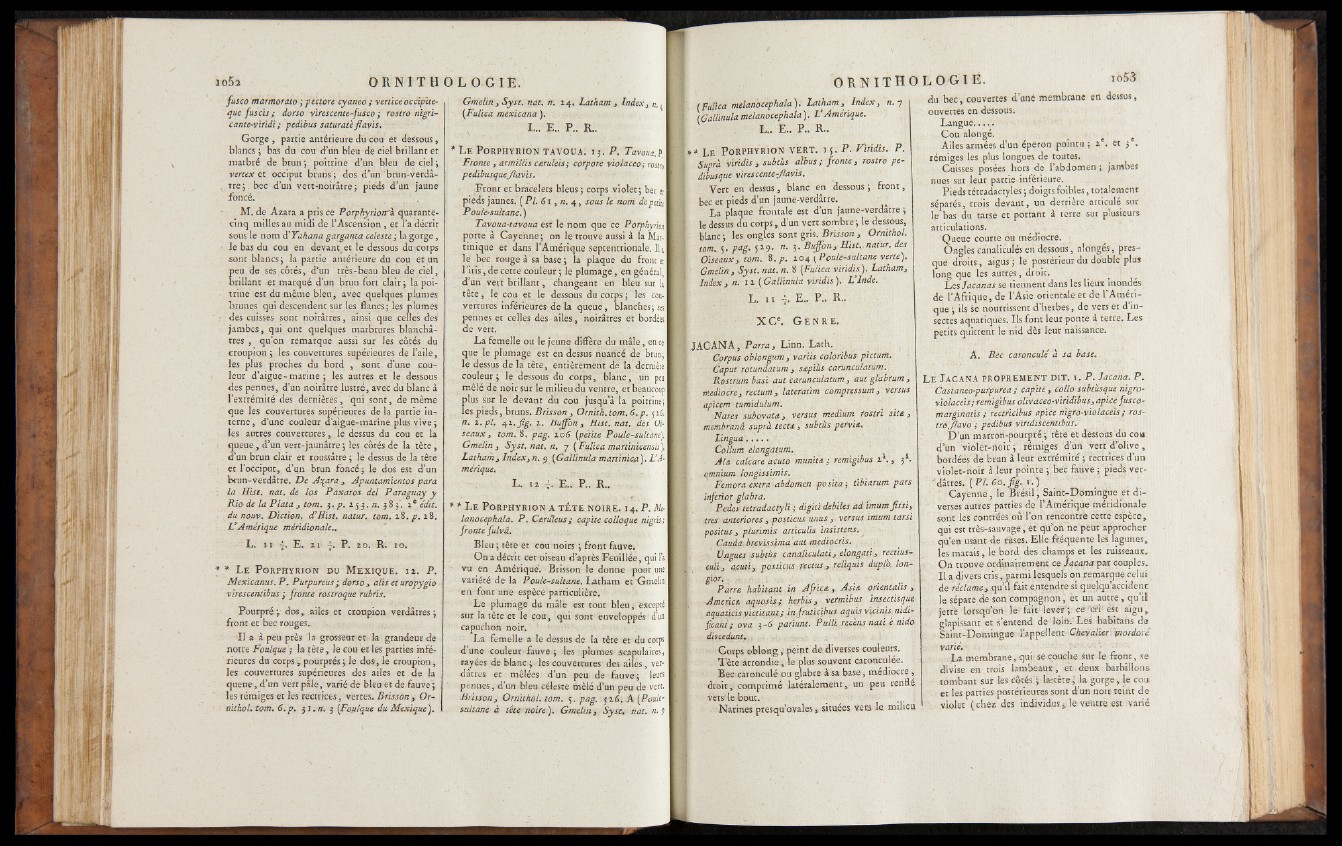 1052
ORNITHOLOGIE.
fusco marmorato ; pectore cyaneo ; vertice occipite-
que fuscis ; dorso virescente-fusco ; rostro nigri-
cante-viridi ; pedibus saturatè flavis.
Gorge , partie antérieure du cou et dessous,
blancs ; bas du cou d'un bleu de ciel brillant et
marbré de brun ; poitrine d'un bleu de ciel ;
vertex et occiput bruns ; dos d'un brun-verdâ-
tre ; bec d'un vert-noirâtre ; pieds d'un jaune
foncé.
M. de Azara a pris ce Porphyrion à quarante-
cinq milles au midi de l'Ascension , et l'a décrit
sous le nom d'Yahana garganta celeste ; la gorge ,
le bas du cou en devant et le dessous du corps
sont blancs ; la partie antérieure du cou et un
peu de ses côtés, d'un très-beau bleu de ciel,
brillant et marqué d'un brun fort clair ; la poi-
trine est du même bleu, avec quelques plumes
brunes qui descendent sur les flancs ; les plumes
des cuisses sont noirâtres, ainsi que celles des
jambes, qui ont quelques marbrures blanchâ-
tres , qu'on remarque aussi sur les côtés du
croupion ; les couvertures supérieures de l'aile,
les plus proches du bord , sont d'une cou-
leur d'aigue-marine ; les autres et le dessous
des pennes, d'un noirâtre lustré, avec du blanc à
l'extrémité des dernières , qui sont, de même
que les couvertures supérieures de la partie in-
terne, d'une couleur d'aigue-marine plus vive ;
les autres couvertures , le dessus du cou et la
queue, d'un vert-jaunâtre ; les côtés de la tête ,
d'un brun clair et roussâtre ; le dessus de la tête
et l'occiput, d'un brun foncé ; le dos est d'un
brun-verdâtre. De Azara , Apuntamientos para
la Hist. nat. de los Paxaros del Paraguay y
Rio de la Plata , tom. 3. p. 253. n. 383. 2e édit.
du nouv. Diction. d'Hist. natur. tom. 28. p. 28.
L'Amérique méridionale.
L. 11 ½. E. 21 ½. P. 20. R. 10.
* * LE PORPHYRION DU MEXIQUE. 12. P.
Mexicanus. P. Purpureus ; dorso , alis et uropygio
virescentibus ; fronte rostroque rubris.
Pourpré ; dos, ailes et croupion verdâtres ;
front et bec rouges.
Il a à peu près la grosseur et la grandeur de
notre Foulque ; la tête, le cou et les parties infé-
rieures du corps, pourprés ; le dos, le croupion,
les couvertures supérieures des ailes et de la
queue, d'un vert pâle, varié de bleu et de fauve ;
les rémiges et les rectrices, vertes. Brisson , Or-
nithol. tom. 6. p. 31. n. 3 (Foulque du Mexique).
Gmelin , Syst. nat. n. 24. Latham , Index , n.
(Fulica mexicana ).
L.. E.. P.. R..
* LE PORPHYRION TAVOUA. 13. P. Tavoua. P.
Fronte , armillis ceruleis ; corpore violaceo ; rostro
pedibusque flavis.
Front et bracelets bleus ; corps violet ; bec et
pieds jaunes. (Pl. 61 , n. 4 , sous le nom de petite
Poule-sultane.)
Tavoua-tavoua est le nom que ce Porphyrion
porte à Cayenne ; on le trouve aussi à la Mar-
tinique et dans l'Amérique septentrionale. Il a
le bec rouge à sa base ; la plaque du front et
l'iris, de cette couleur ; le plumage, en général,
d'un vert brillant, changeant en bleu sur la
tête , le cou et le dessous du corps ; les cou-
vertures inférieures de la queue , blanches ; les
pennes et celles des ailes , noirâtres et bordées
de vert.
La femelle ou le jeune diffère du mâle, en ce
que le plumage est en dessus nuancé de brun,
le dessus de la tête, entièrement de la dernière
couleur ; le dessous du corps, blanc , un peu
mêlé de noir sur le milieu du ventre, et beaucoup
plus sur le devant du cou jusqu'à la poitrine ;
les pieds, bruns. Brisson , Ornith. tom. 6. p. 526.
n. 2. pl. 42. fig. 2. Buffon , Hist. nat. des Oi-
seaux , tom. 8. pag. 206 (petite Poule-sultane).
Gmelin , Syst. nat. n. 7 (Fulica martinicensis).
Latham , Index, n. 9 (Gallinula martinica). L'A-
mérique.
L. 12 ½. E.. P.. R..
* * LE PORPHYRION A TÊTE NOIRE. 14. P. Me-
lanocephala. P. Ceruleus ; capite colloque nigris ;
fronte fulvâ.
Bleu ; tête et cou noirs ; front fauve.
On a décrit cet oiseau d'après Feuillée, qui l'a
vu en Amérique. Brisson le donne pour une
variété de la Poule-sultane. Latham et Gmelin
en font une espèce particulière.
Le plumage du mâle est tout bleu, excepté
sur la tête et le cou, qui sont enveloppés d'un
capuchon noir.
La femelle a le dessus de la tête et du corps
d'une couleur fauve ; les plumes scapulaires,
rayées de blanc ; les couvertures des ailes, ver-
dâtres et mêlées d'un peu de fauve ; leurs
pennes, d'un bleu céleste mêlé d'un peu de vert.
Brisson , Ornithol. tom. 5. pag. 526. A (Poule-
sultane à tête noire). Gmelin , Syst. nat. n. 5
ORNITHOLOGIE.
1053
(Fulica melanocephala). Latham , Index , n. 7
(Gallinula melanocephala). L'Amérique.
L.. E.. P.. R..
* * LE PORPHYRION VERT. 15. P. Viridis. P.
Suprà viridis , subtùs albus ; fronte , rostro pe-
dibusque virescente-flavis.
Vert en dessus, blanc en dessous ; front,
bec et pieds d'un jaune-verdâtre.
La plaque frontale est d'un jaune-verdâtre ;
le dessus du corps, d'un vert sombre ; le dessous,
blanc ; les ongles sont gris. Brisson , Ornithol.
tom. 5. pag. 529. n. 3. Buffon , Hist. natur. des
Oiseaux , tom. 8. p. 204 (Poule-sultane verte).
Gmelin , Syst. nat. n. 8 (Fulica viridis). Latham,
Index , n. 12 (Gallinula viridis). L'Inde.
L. 11 ½. E.. P.. R..
XCe. GENRE.
JACANA , Parra , Linn. Lath.
Corpus oblongum , variis coloribus pictum.
Caput rotundatum , sæpiùs carunculatum.
Rostrum basi aut carunculatum , aut glabrum ,
mediocre , rectum , lateratim compressum , versus
apicem tumidulum.
Nares subovatæ , versus medium rostri sitæ ,
membranâ suprà tectæ , subtùs perviæ.
Lingua .....
Collum elongatum.
Ala calcare acuto munita ; remigibus 2â. , 3â.
omnium longissimis.
Femora extra abdomen posita ; tibiarum pars
inferior glabra.
Pedes tetradactyli ; digiti debiles ad imum fissi,
tres anteriores , posticus unus , versus imum tarsi
positus , plurimis articulis insistens.
Cauda brevissima aut mediocris.
Ungues subtùs canaliculati , elongati , rectius-
culi , acuti , posticus rectus , reliquis duplò lon-
gior.
Parræ habitant in Africæ , Asiæ orientalis ,
Americæ aquosis ; herbis , vermibus insectisque
aquaticis victitant ; in fruticibus aquis vicinis nidi-
ficant ; ova 3-6 pariunt. Pulli recèns nati è nido
discedunt.
Corps oblong , peint de diverses couleurs.
Tête arrondie, le plus souvent caronculée.
Bec caronculé ou glabre à sa base, médiocre ,
droit, comprimé latéralement, un peu renflé
vers le bout.
Narines presqu'ovales, situées vers le milieu
du bec, couvertes d'une membrane en dessus,
ouvertes en dessous.
Langue.....
Cou alongé.
Ailes armées d'un éperon pointu ; 2e. et 3e.
rémiges les plus longues de toutes.
Cuisses posées hors de l'abdomen ; jambes
nues sur leur partie inférieure.
Pieds tétradactyles ; doigts foibles, totalement
séparés, trois devant, un derrière articulé sur
le bas du tarse et portant à terre sur plusieurs
articulations.
Queue courte ou médiocre.
Ongles canaliculés en dessous, alongés, pres-
que droits, aigus ; le postérieur du double plus
long que les autres, droit.
Les Jacanas se tiennent dans les lieux inondés
de l'Afrique, de l'Asie orientale et de l'Améri-
que ; ils se nourrissent d'herbes, de vers et d'in-
sectes aquatiques. Ils font leur ponte à terre. Les
petits quittent le nid dès leur naissance.
A. Bec caronculé à sa base.
LE JACANA PROPREMENT DIT. 1. P. Jacana. P.
Castaneo-purpurea ; capite , collo subtùsque nigro-
violaceis ; remigibus olivaceo-viridibus, apice fusco-
marginatis ; rectricibus apice nigro-violaceis ; ros-
tro flavo ; pedibus viridiscentibus.
D'un marron-pourpré ; tête et dessous du cou
d'un violet-noir ; rémiges d'un vert d'olive,
bordées de brun à leur extrémité ; rectrices d'un
violet-noir à leur pointe ; bec fauve ; pieds ver-
dâtres. (Pl. 60. fig. 1.)
Cayenne, le Brésil, Saint-Domingue et di-
verses autres parties de l'Amérique méridionale
sont les contrées où l'on rencontre cette espèce,
qui est très-sauvage, et qu'on ne peut approcher
qu'en usant de ruses. Elle fréquente les lagunes,
les marais, le bord des champs et les ruisseaux.
On trouve ordinairement ce Jacana par couples.
Il a divers cris, parmi lesquels on remarque celui
de réclame, qu'il fait entendre si quelqu'accident
le sépare de son compagnon, et un autre, qu'il
jette lorsqu'on le fait lever ; ce cri est aigu,
glapissant et s'entend de loin. Les habitans de
Saint-Domingue l'appellent Chevalier mordoré
varié.
La membrane, qui se couche sur le front, se
divise en trois lambeaux , et deux barbillons
tombant sur les côtés ; la tête, la gorge, le cou
et les parties postérieures sont d'un noir teint de
violet (chez des individus, le ventre est varié